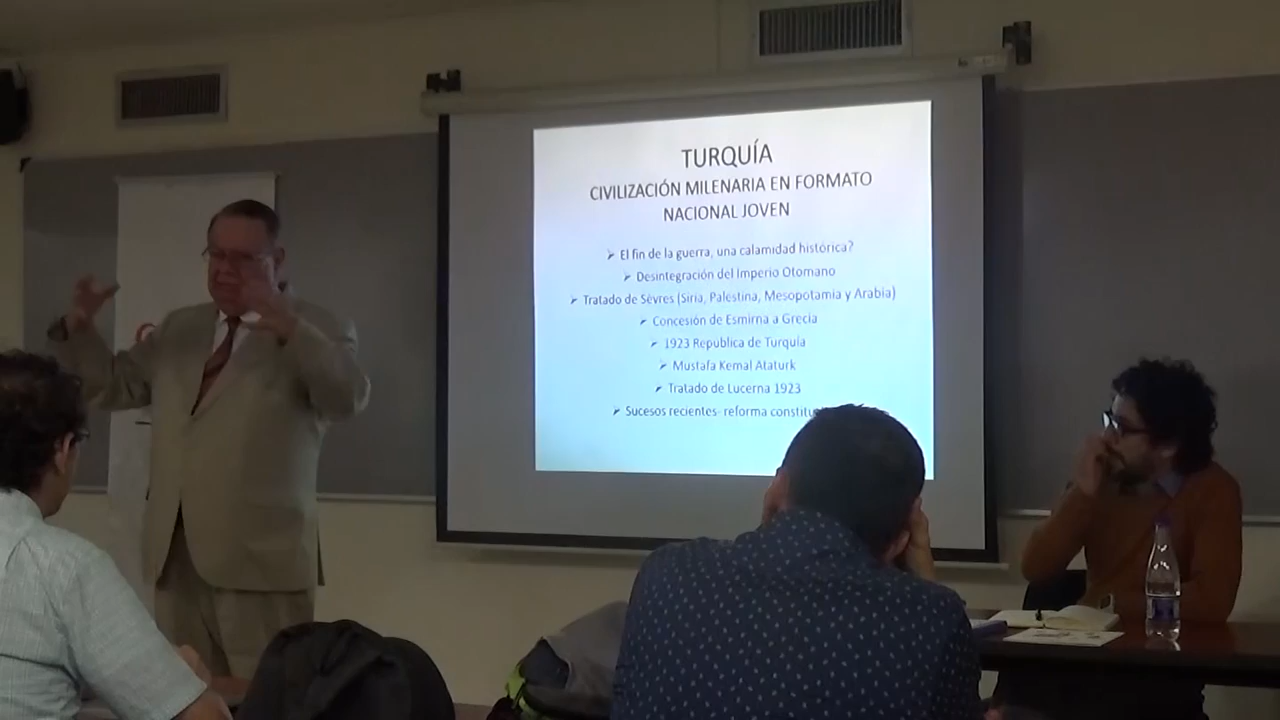 TURQUÍA
CIVILIZACIÓN MILENARIA EN FORMATO
NACIONAL JOVEN
➢ El fin de la guerra, una calamidad histórica?
➢ Desintegración del Imperio Otomano
➢ Tratado de Sèvres (Siria, Palestina, Mesopotamia y Arabia)
➢ Concesión de Esmirna a Grecia
➢ 1923 Republica de Turquía
➢ Mustafa Kemal Ataturk
➢ Tratado de Lucerna 1923
➢ Sucesos recientes- reforma constitu